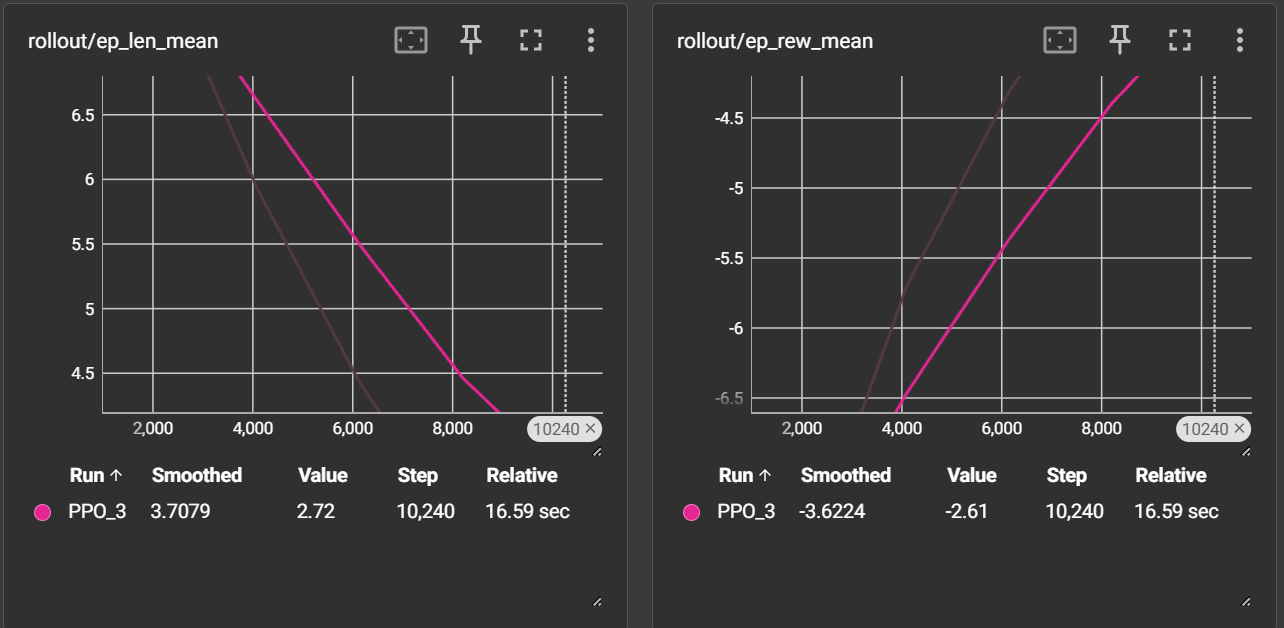 rollout/ep_len_mean
6.5
6
5.5
5
4.5
2,000 4,000 6,000 8,000 10240 ×
Run ↑ Smoothed Value Step Relative
PPO_3 3.7079 2.72 10,240 16.59 sec
rollout/ep_rew_mean
-4.5
-5
-5.5
-6
-6.5
2,000 4,000 6,000 8,000 10240 ×
Run ↑ Smoothed Value Step Relative
PPO_3 -3.6224 -2.61 10,240 16.59 sec